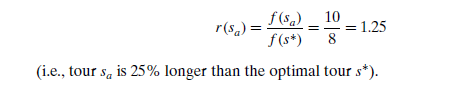 r(sₐ) = f(sₐ) / f(s*) = 10 / 8 = 1.25
(i.e., tour sₐ is 25% longer than the optimal tour s*).